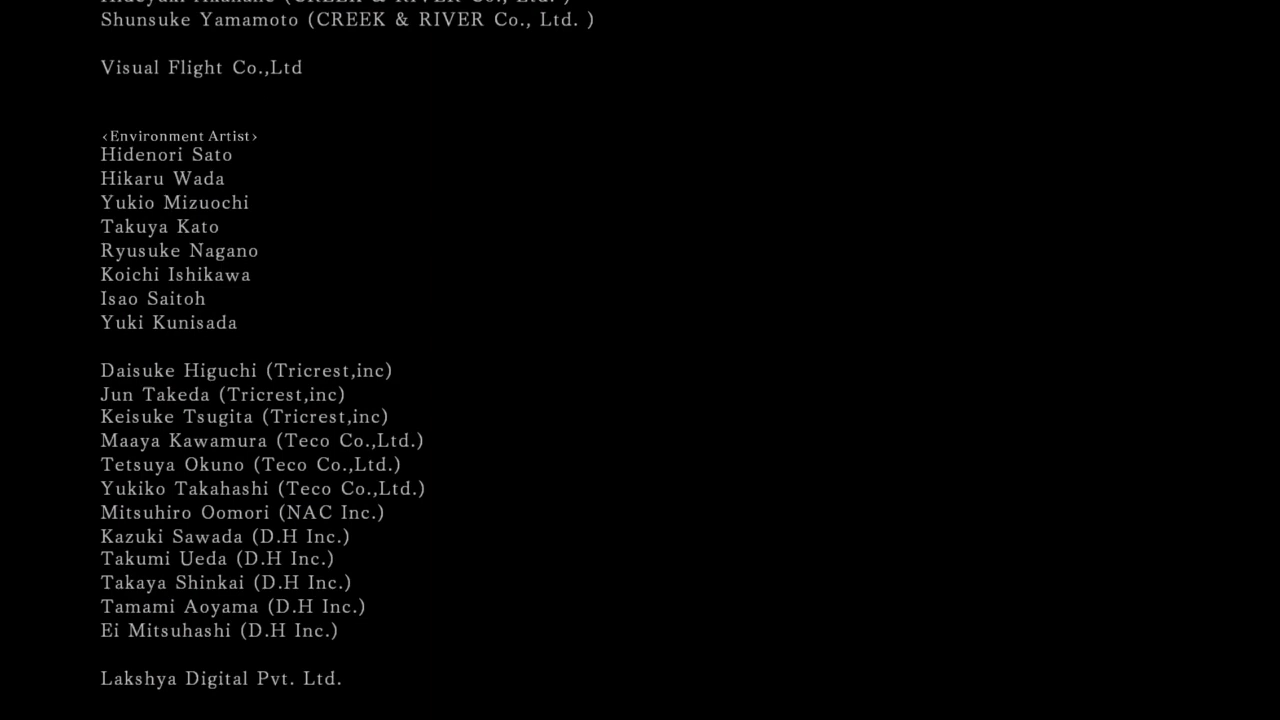 Shunsuke Yamamoto (CREEK & RIVER Co., Ltd. )
Visual Flight Co.,Ltd
<Environment Artist>
Hidenori Sato
Hikaru Wada
Yukio Mizuochi
Takuya Kato
Ryusuke Nagano
Koichi Ishikawa
Isao Saitoh
Yuki Kunisada
Daisuke Higuchi (Tricrest,inc)
Jun Takeda (Tricrest,inc)
Keisuke Tsugita (Tricrest,inc)
Maaya Kawamura (Teco Co.,Ltd.)
Tetsuya Okuno (Teco Co.,Ltd.)
Yukiko Takahashi (Teco Co.,Ltd.)
Mitsuhiro Oomori (NAC Inc.)
Kazuki Sawada (D.H Inc.)
Takumi Ueda (D.H Inc.)
Takaya Shinkai (D.H Inc.)
Tamami Aoyama (D.H Inc.)
Ei Mitsuhashi (D.H Inc.)
Lakshya Digital Pvt. Ltd.